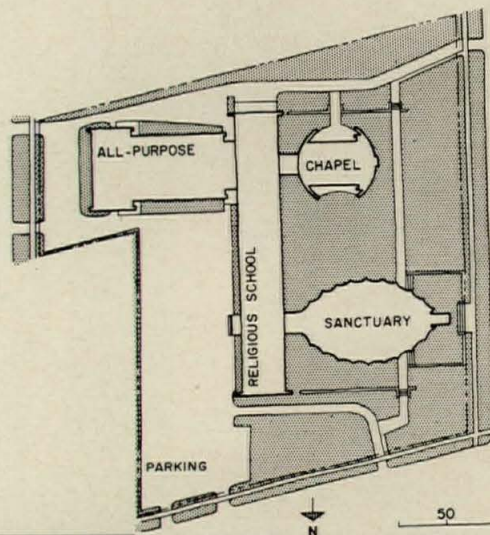 ALL-PURPOSE
CHAPEL
RELIGIOUS SCHOOL
SANCTUARY
PARKING
N
50